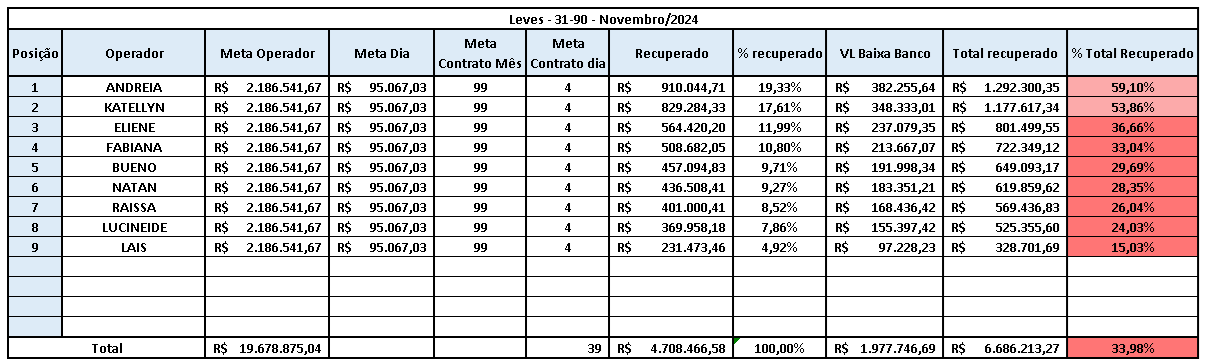 Leves - 31-90 - Novembro/2024
Posição Operador Meta Operador Meta Dia Meta Contrato Mês Meta Contrato dia Recuperado % recuperado VL Baixa Banco Total recuperado % Total Recuperado
1 ANDREIA R$ 2.186.541,67 R$ 95.067,03 99 4 R$ 910.044,71 19,33% R$ 382.255,64 R$ 1.292.300,35 59,10%
2 KATELLYN R$ 2.186.541,67 R$ 95.067,03 99 4 R$ 829.284,33 17,61% R$ 348.333,01 R$ 1.177.617,34 53,86%
3 ELIENE R$ 2.186.541,67 R$ 95.067,03 99 4 R$ 564.420,20 11,99% R$ 237.079,35 R$ 801.499,55 36,66%
4 FABIANA R$ 2.186.541,67 R$ 95.067,03 99 4 R$ 508.682,05 10,80% R$ 213.667,07 R$ 722.349,12 33,04%
5 BUENO R$ 2.186.541,67 R$ 95.067,03 99 4 R$ 457.094,83 9,71% R$ 191.998,34 R$ 649.093,17 29,69%
6 NATAN R$ 2.186.541,67 R$ 95.067,03 99 4 R$ 436.508,41 9,27% R$ 183.351,21 R$ 619.859,62 28,35%
7 RAISSA R$ 2.186.541,67 R$ 95.067,03 99 4 R$ 401.000,41 8,52% R$ 168.436,42 R$ 569.436,83 26,04%
8 LUCINEIDE R$ 2.186.541,67 R$ 95.067,03 99 4 R$ 369.958,18 7,86% R$ 155.397,42 R$ 525.355,60 24,03%
9 LAIS R$ 2.186.541,67 R$ 95.067,03 99 4 R$ 231.473,46 4,92% R$ 97.228,23 R$ 328.701,69 15,03%
Total R$ 19.678.875,04 39 R$ 4.708.466,58 100,00% R$ 1.977.746,69 R$ 6.686.213,27 33,98%